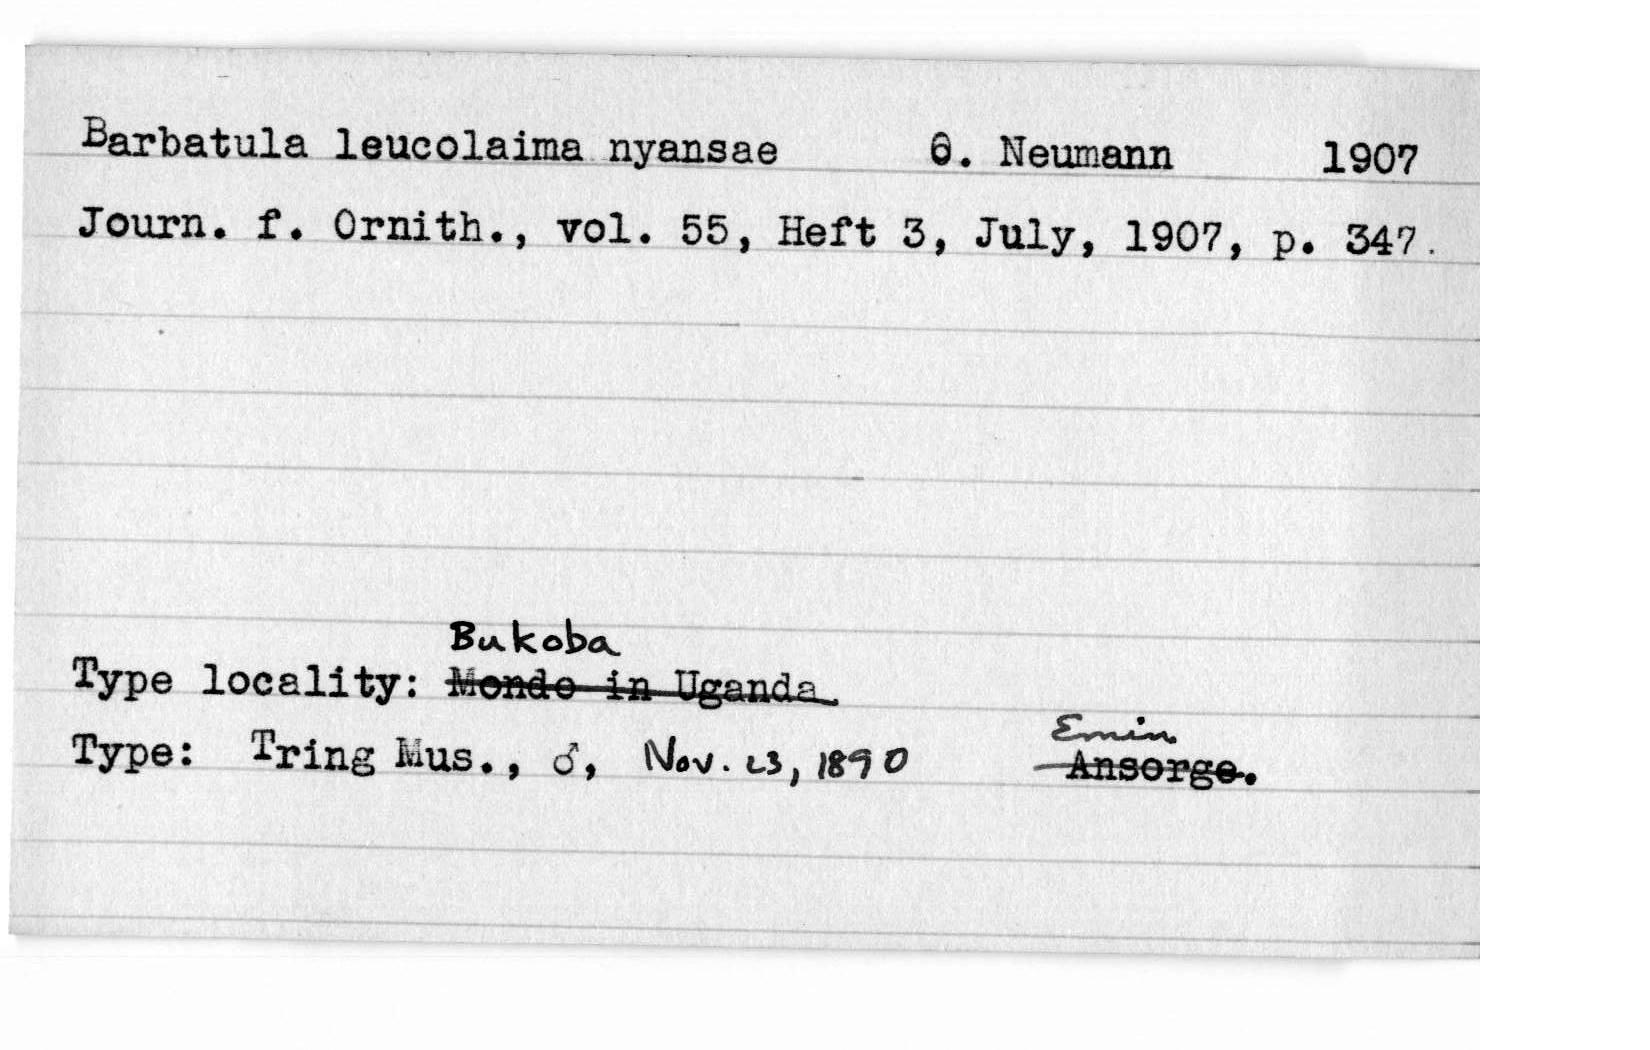 Barbatula leucolaima nyansae O. Neumann 1907
Journ. f. Ornith., vol. 55, Heft 3, July, 1907, p. 347.
Bukoba
Type locality: Mondo in Uganda.
Emin
Type: Tring Mus., ♂, Nov. 23, 1890 Ansorge.